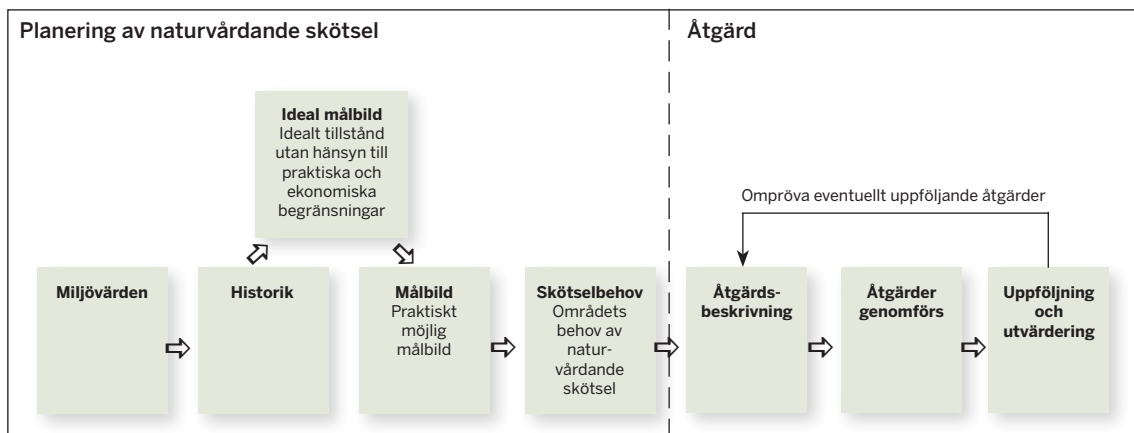 Planering av naturvårdande skötsel
Åtgärd
Ideal målbild
Idealt tillstånd
utan hänsyn till
praktiska och
ekonomiska
begränsningar
Ompröva eventuellt uppföljande åtgärder
Miljövärden
Historik
Målbild
Praktiskt
möjlig
målbild
Skötselbehov
Områdets
behov av
natur-
vårdande
skötsel
Åtgärds-
beskrivning
Åtgärder
genomförs
Uppföljning
och
utvärdering